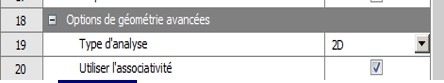 18 Options de géométrie avancées
19 Type d'analyse 2D
20 Utiliser l'associativité